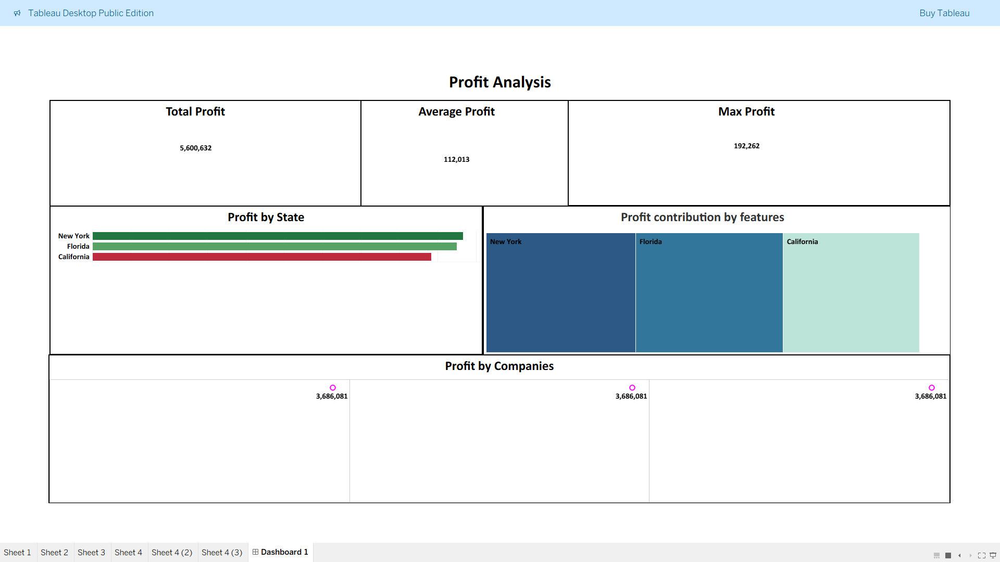 Tableau Desktop Public Edition
Buy Tableau
Profit Analysis
Total Profit
5,600,632
Average Profit
112,013
Max Profit
192,262
Profit by State
New York
Florida
California
Profit contribution by features
New York
Florida
California
Profit by Companies
3,686,081
3,686,081
3,686,081
Sheet 1
Sheet 2
Sheet 3
Sheet 4
Sheet 4 (2)
Sheet 4 (3)
Dashboard 1